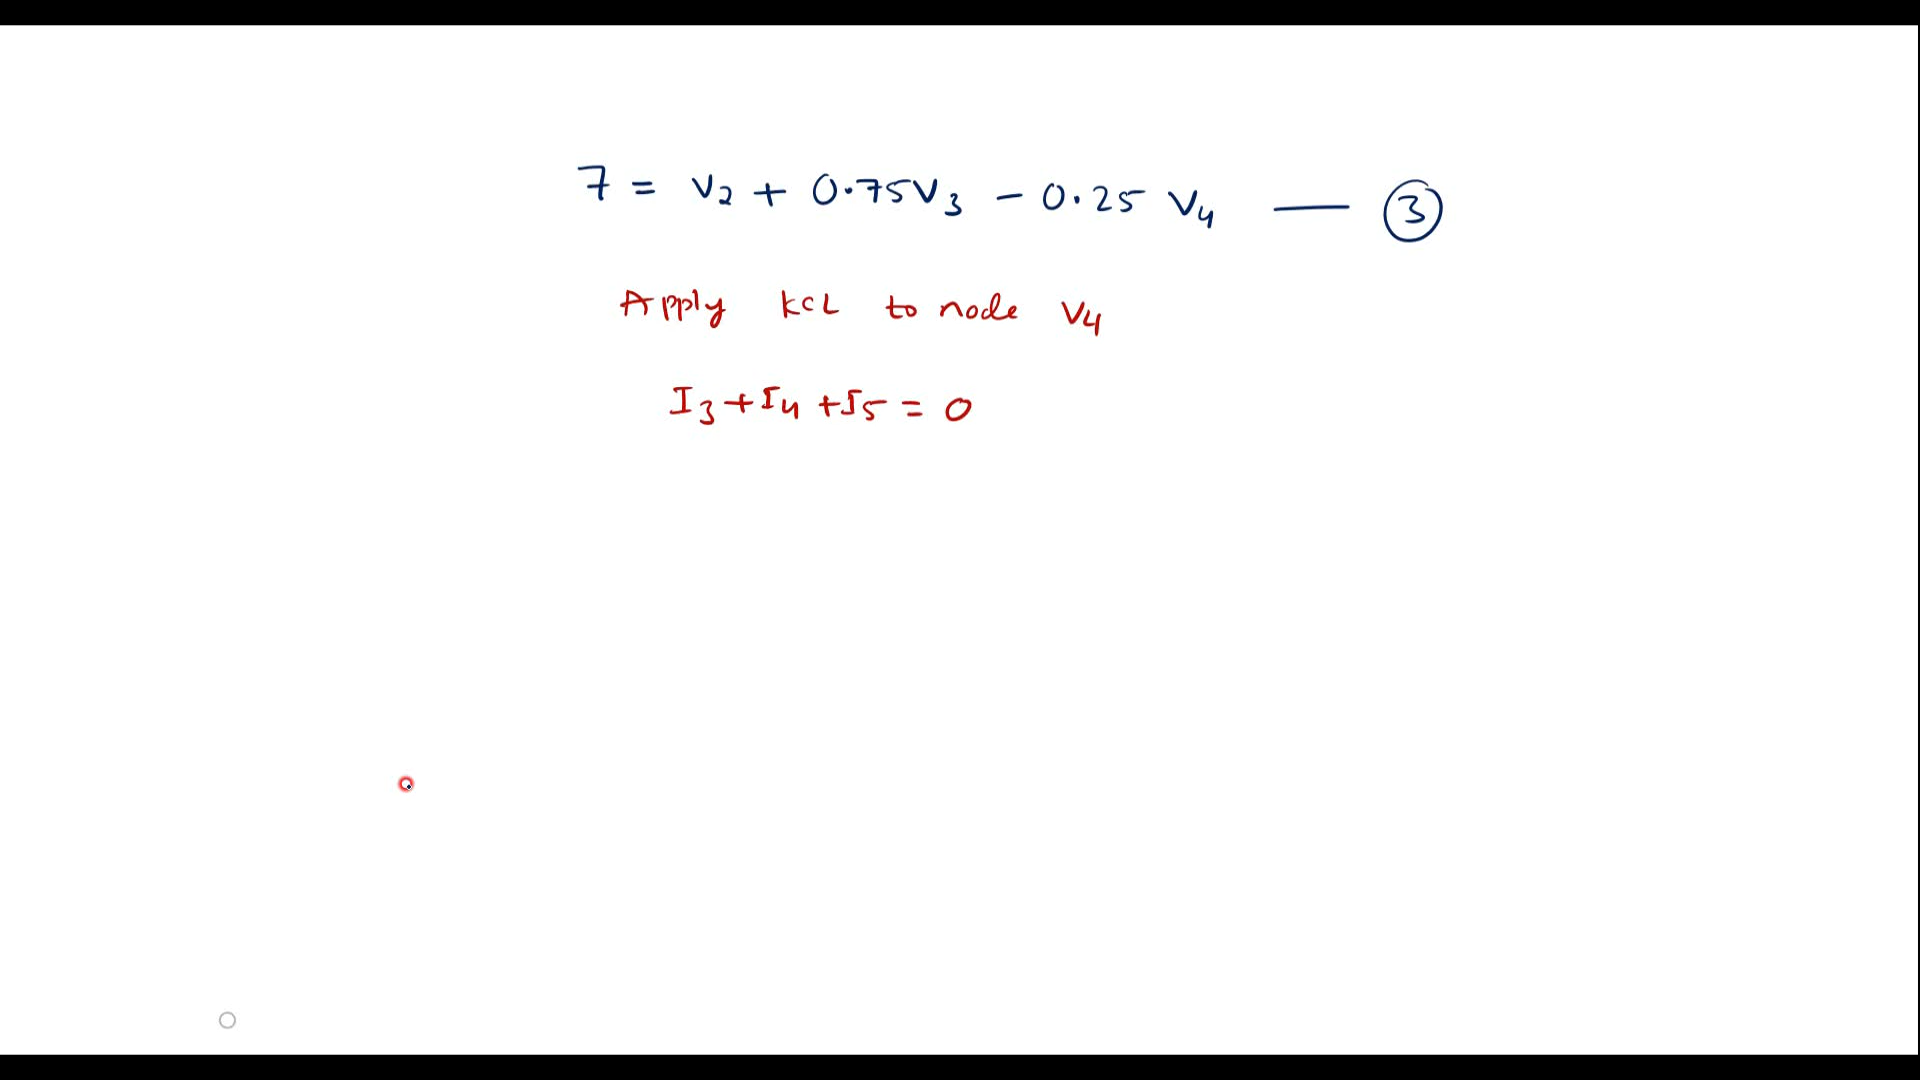 7 = V₂ + 0.75V₃ - 0.25 V₄ — ③
Apply KCL to node V₄
I₃ + I₄ + I₅ = 0